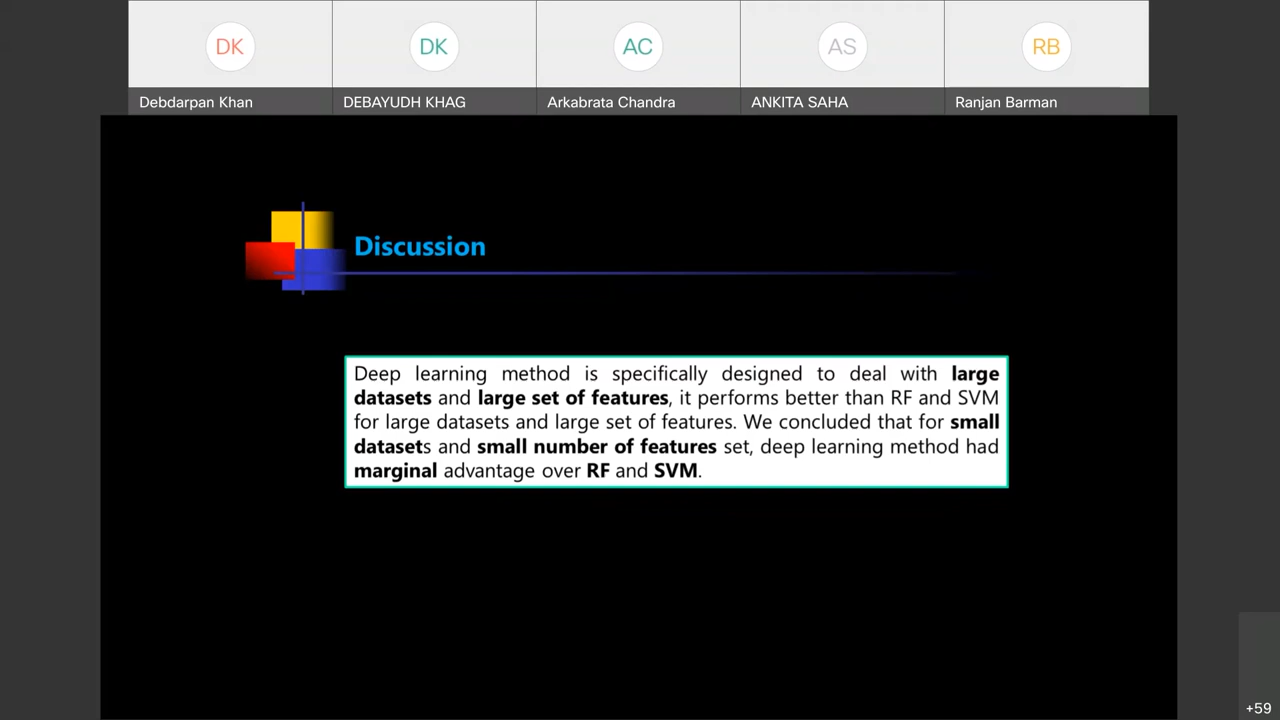 DK
DK
AC
AS
RB
Debdarpan Khan
DEBAYUDH KHAG
Arkabrata Chandra
ANKITA SAHA
Ranjan Barman
Discussion
Deep learning method is specifically designed to deal with large
datasets and large set of features, it performs better than RF and SVM
for large datasets and large set of features. We concluded that for small
datasets and small number of features set, deep learning method had
marginal advantage over RF and SVM.
+59